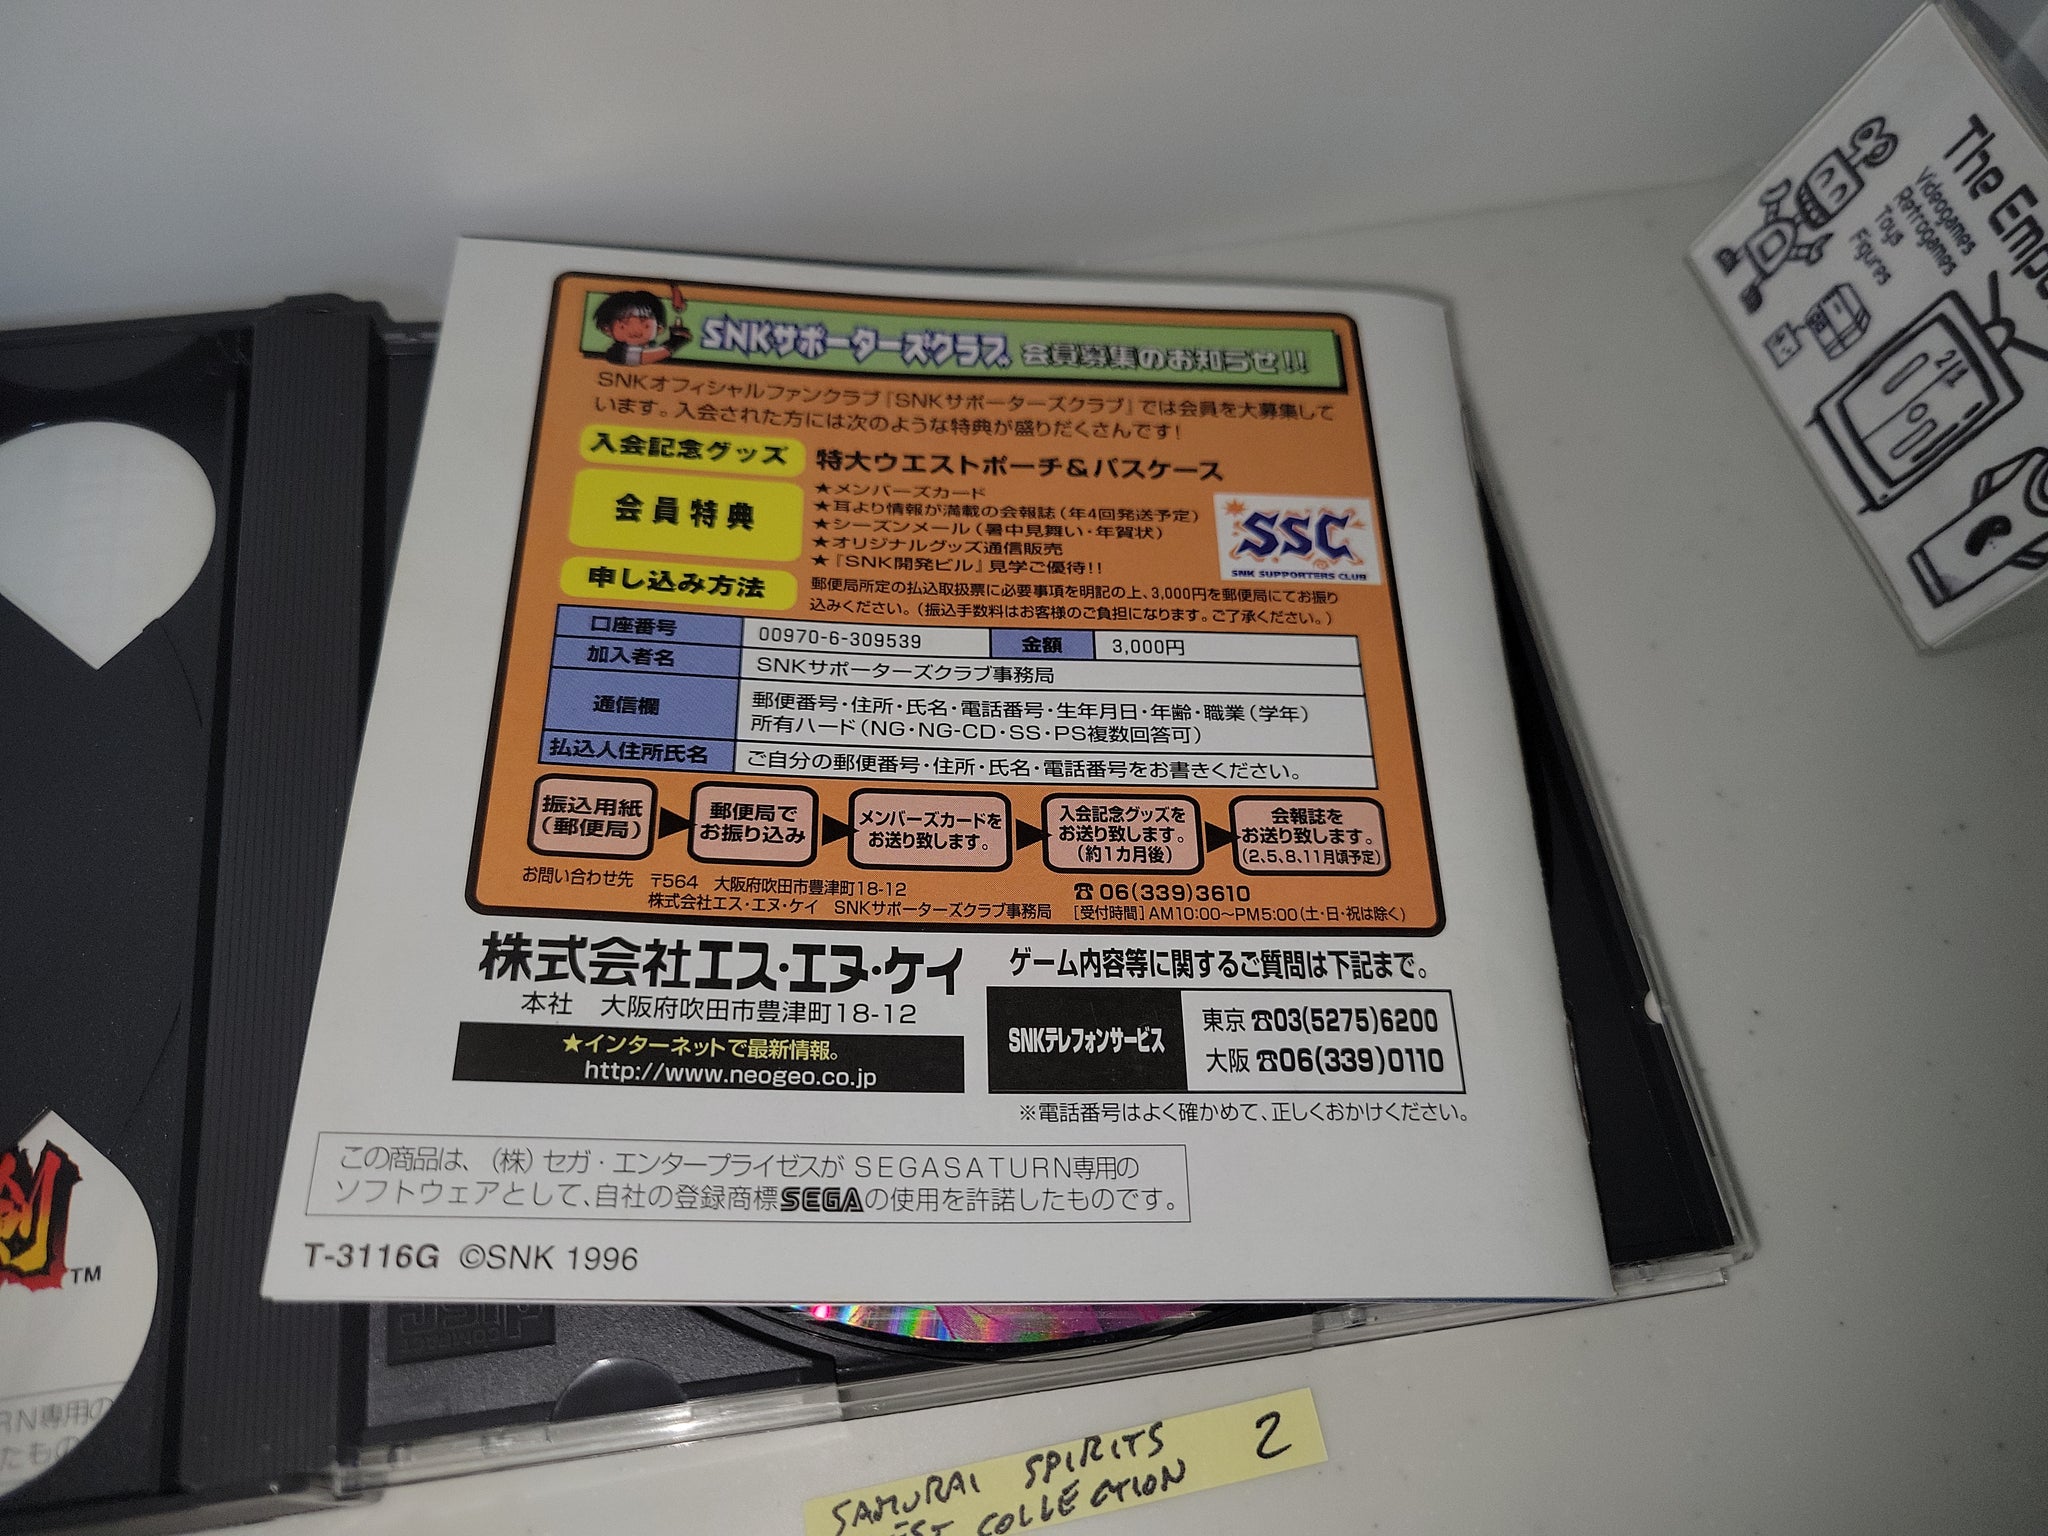 SNKサポーターズクラブ 会員募集のお知らせ!!
SNKオフィシャルファンクラブ『SNKサポーターズクラブ』では会員を大募集して
います。入会された方には次のような特典が盛りだくさんです!
入会記念グッズ 特大ウエストポーチ&パスケース
会員特典
★メンバーズカード
★耳より情報が満載の会報誌(年4回発送予定)
★シーズンメール(暑中見舞い・年賀状)
★オリジナルグッズ通信販売
★『SNK開発ビル』見学ご優待!!
SSC
SNK SUPPORTERS CLUB
申し込み方法
郵便局所定の払込取扱票に必要事項を明記の上、3,000円を郵便局にてお振り
込みください。(振込手数料はお客様のご負担になります。ご了承ください。)
口座番号 00970-6-309539 金額 3,000円
加入者名 SNKサポーターズクラブ事務局
通信欄
郵便番号・住所・氏名・電話番号・生年月日・年齢・職業(学年)
所有ハード(NG・NG-CD・SS・PS複数回答可)
払込人住所氏名 ご自分の郵便番号・住所・氏名・電話番号をお書きください。
振込用紙
(郵便局)
郵便局で
お振り込み
メンバーズカードを
お送り致します。
入会記念グッズを
お送り致します。
(約1カ月後)
会報誌を
お送り致します。
(2、5、8、11月頃予定)
お問い合わせ先 〒564 大阪府吹田市豊津町18-12 ☎06(339)3610
株式会社エス・エヌ・ケイ SNKサポーターズクラブ事務局 [受付時間]AM10:00〜PM5:00(土・日・祝は除く)
株式会社エス・エヌ・ケイ
本社 大阪府吹田市豊津町18-12
★インターネットで最新情報。
http://www.neogeo.co.jp
ゲーム内容等に関するご質問は下記まで。
SNKテレフォンサービス
東京☎03(5275)6200
大阪☎06(339)0110
※電話番号はよく確かめて、正しくおかけください。
この商品は、(株)セガ・エンタープライゼスがSEGASATURN専用の
ソフトウェアとして、自社の登録商標SEGAの使用を許諾したものです。
T-3116G ©SNK 1996
剣
TM
RN専用の
たもの
SAMURAI SPIRITS 2
COLLECTION
The
Videogames
Retrogames
Toys
Figures